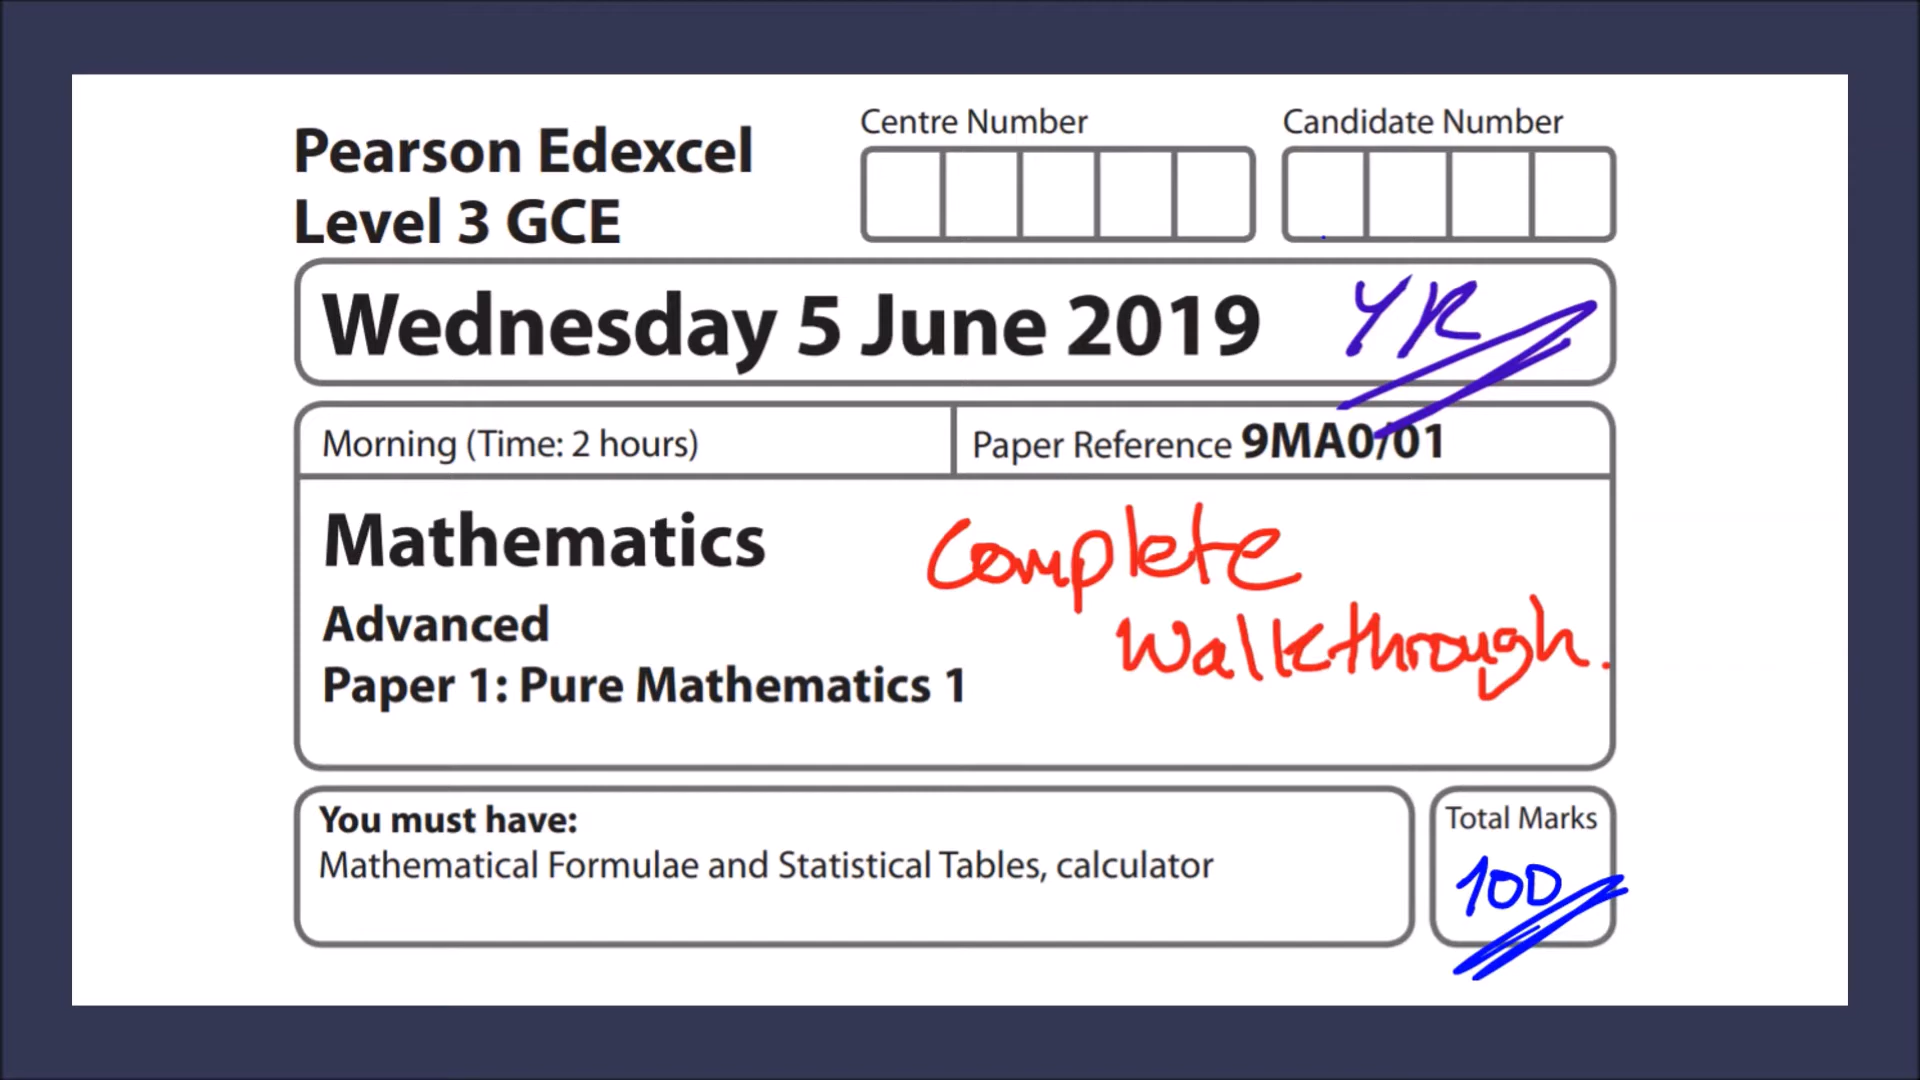 Pearson Edexcel
Level 3 GCE
Centre Number
Candidate Number
Wednesday 5 June 2019
YR
Morning (Time: 2 hours)
Paper Reference 9MA0/01
Mathematics
Advanced
Paper 1: Pure Mathematics 1
Complete
Walkthrough.
You must have:
Mathematical Formulae and Statistical Tables, calculator
Total Marks
100